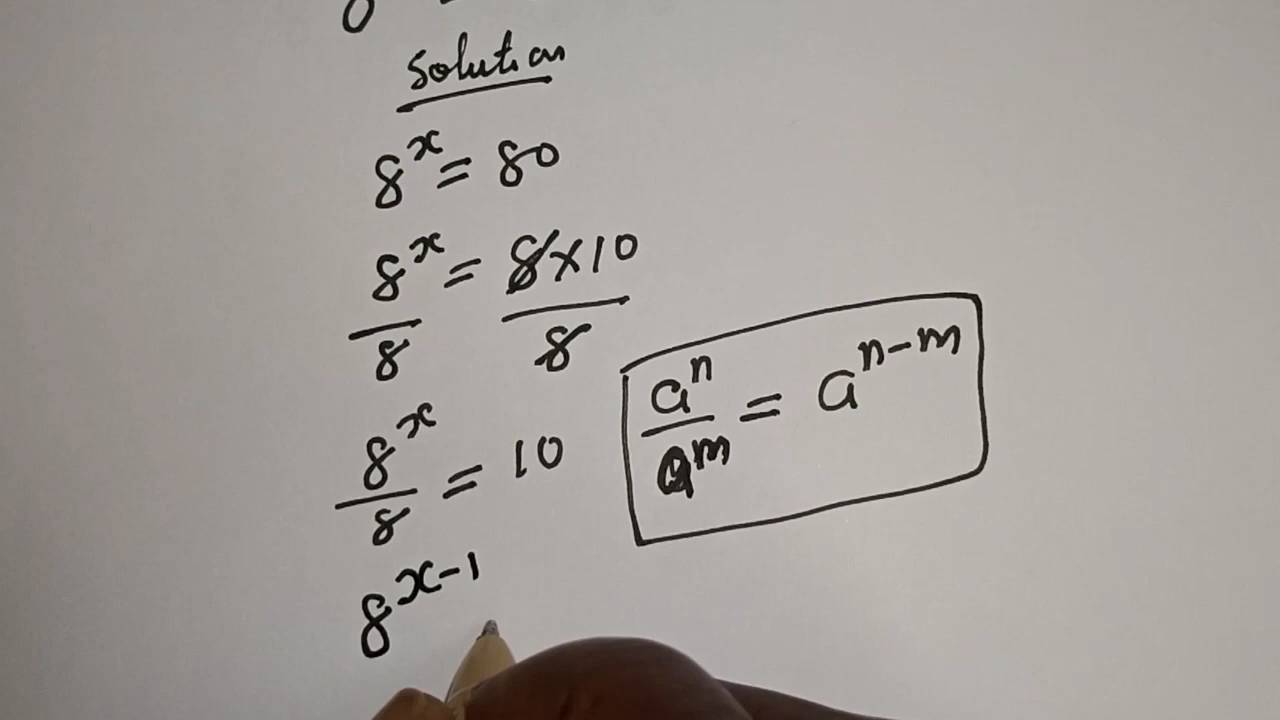 Solution
8^x = 80
8^x/8 = 8×10/8
8^x/8 = 10
a^n/a^m = a^(n-m)
8^(x-1)